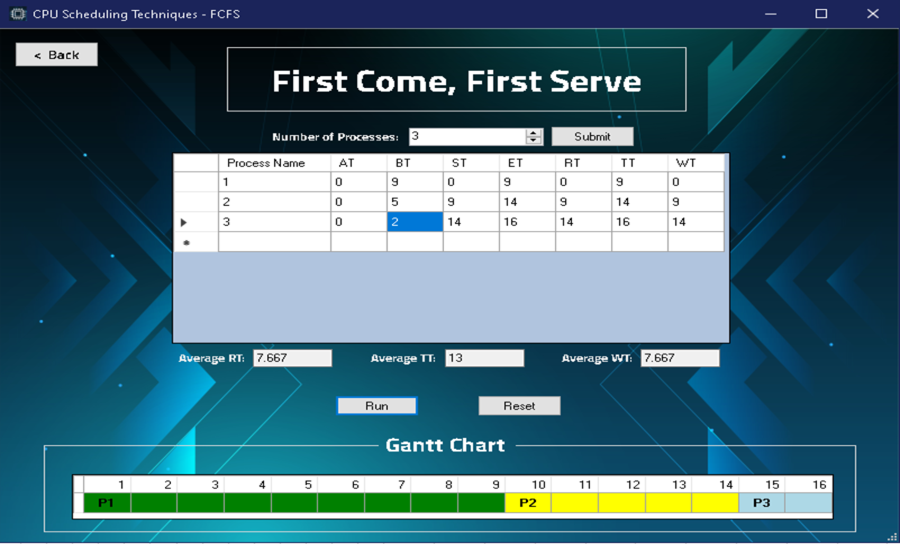 CPU Scheduling Techniques - FCFS
< Back
First Come, First Serve
Number of Processes: 3 Submit
Process Name AT BT ST ET RT TT WT
1 0 9 0 9 0 9 0
2 0 5 9 14 9 14 9
3 0 2 14 16 14 16 14
Average RT: 7.667 Average TT: 13 Average WT: 7.667
Run Reset
Gantt Chart
1 2 3 4 5 6 7 8 9 10 11 12 13 14 15 16
P1 P2 P3